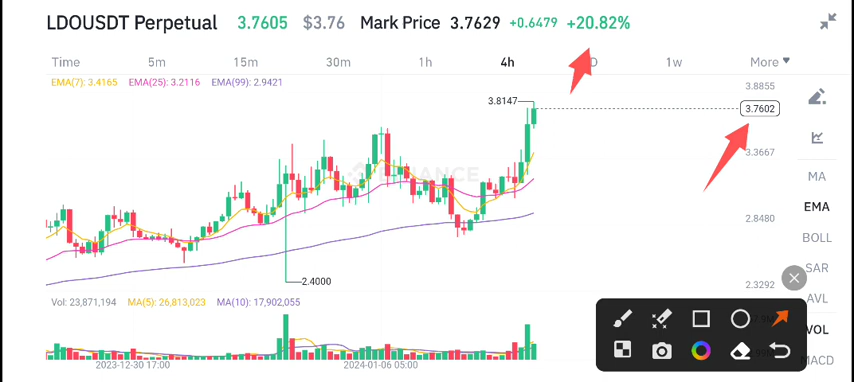 LDOUSDT Perpetual 3.7605 $3.76 Mark Price 3.7629 +0.6479 +20.82%
Time 5m 15m 30m 1h 4h D 1w More
EMA(7): 3.4165 EMA(25): 3.2116 EMA(99): 2.9421
3.8855
3.8147
3.7602
3.3667
BINANCE
MA
EMA
2.8480
BOLL
SAR
2.4000
2.3292
AVL
Vol: 23,871,194 MA(5): 26,813,023 MA(10): 17,902,055
VOL
MACD
2023-12-30 17:00 2024-01-06 05:00